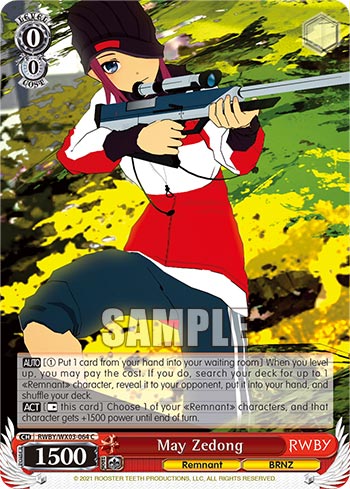 LEVEL
0
0
COST
SAMPLE
AUTO [(1) Put 1 card from your hand into your waiting room] When you level
up, you may pay the cost. If you do, search your deck for up to 1
«Remnant» character, reveal it to your opponent, put it into your hand, and
shuffle your deck.
ACT [ this card] Choose 1 of your «Remnant» characters, and that
character gets +1500 power until end of turn.
CH RWBY/WX03-064 C
POWER 1500
May Zedong
RWBY
Remnant BRNZ
©2021 ROOSTER TEETH PRODUCTIONS, LLC, ALL RIGHTS RESERVED.